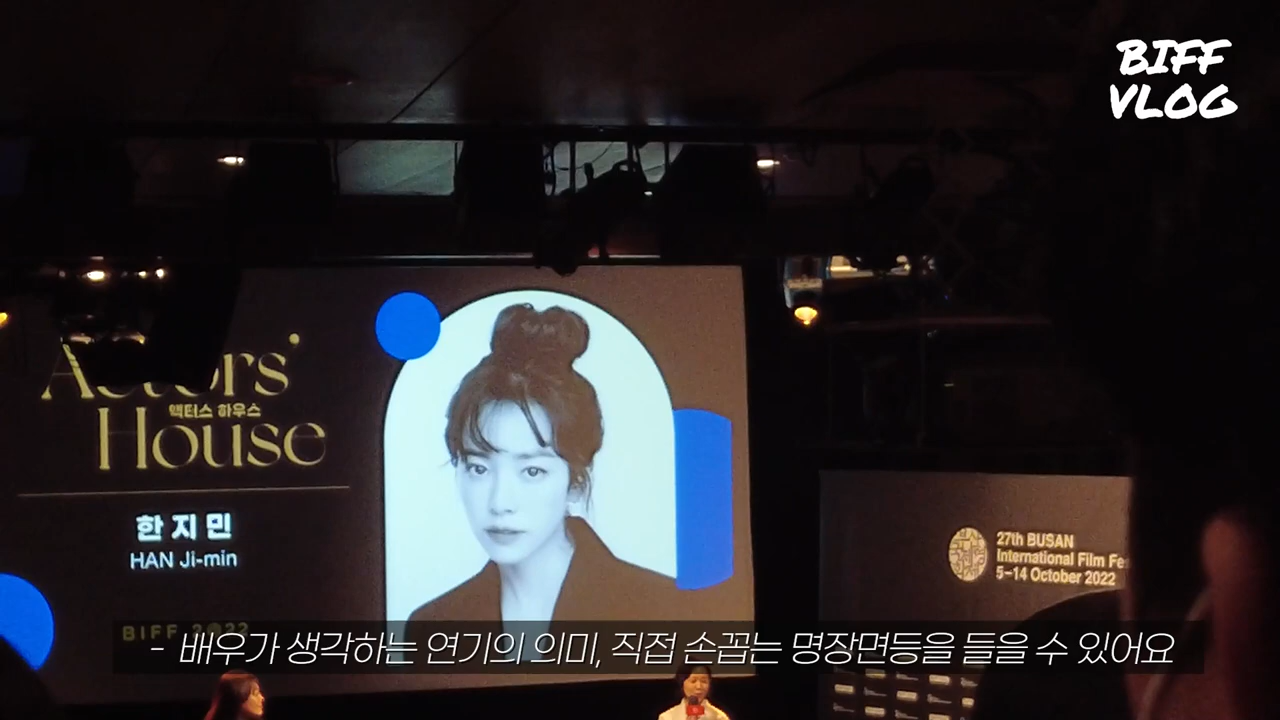 BIFF
VLOG
Actors'
액터스 하우스
House
한지민
HAN Ji-min
BIFF 2022
27th BUSAN
International Film Fe
5–14 October 2022
- 배우가 생각하는 연기의 의미, 직접 손꼽는 명장면등을 들을 수 있어요